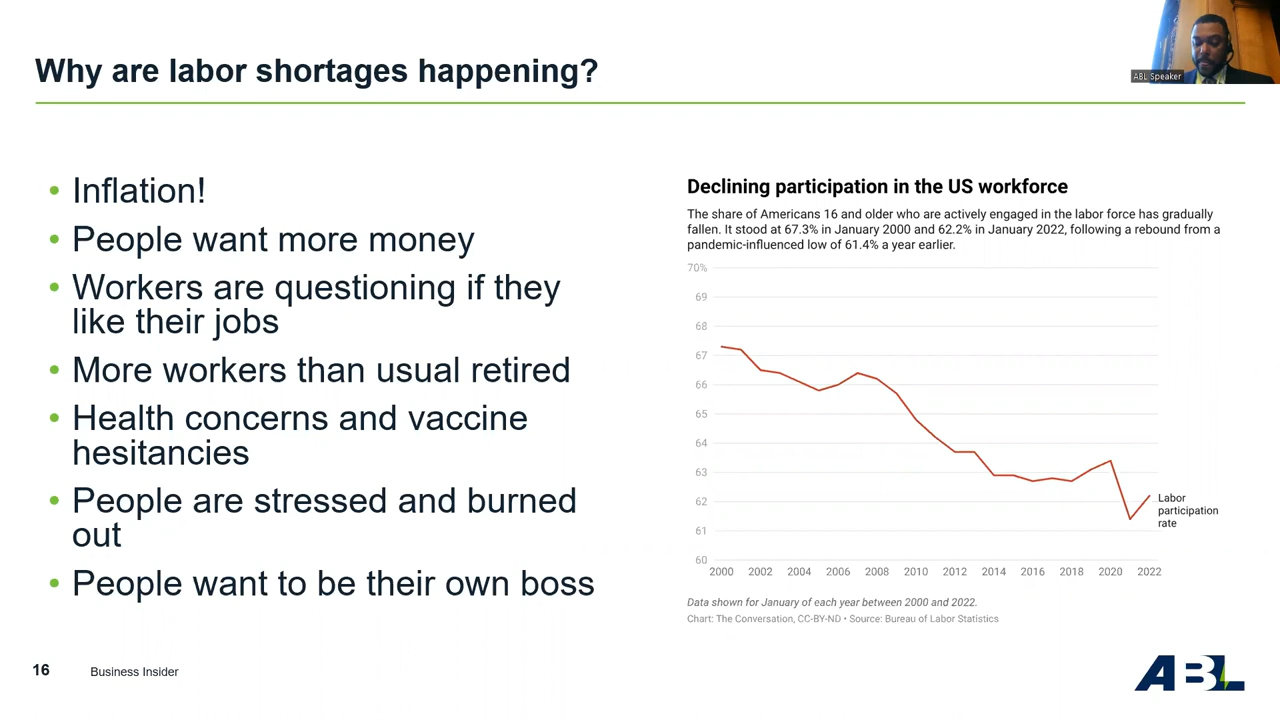 Why are labor shortages happening?
ABL Speaker
• Inflation!
• People want more money
• Workers are questioning if they
like their jobs
• More workers than usual retired
• Health concerns and vaccine
hesitancies
• People are stressed and burned
out
• People want to be their own boss
Declining participation in the US workforce
The share of Americans 16 and older who are actively engaged in the labor force has gradually
fallen. It stood at 67.3% in January 2000 and 62.2% in January 2022, following a rebound from a
pandemic-influenced low of 61.4% a year earlier.
70%
69
68
67
66
65
64
63
62
61
60
Labor
participation
rate
2000 2002 2004 2006 2008 2010 2012 2014 2016 2018 2020 2022
Data shown for January of each year between 2000 and 2022.
Chart: The Conversation, CC-BY-ND • Source: Bureau of Labor Statistics
16 Business Insider
ABL